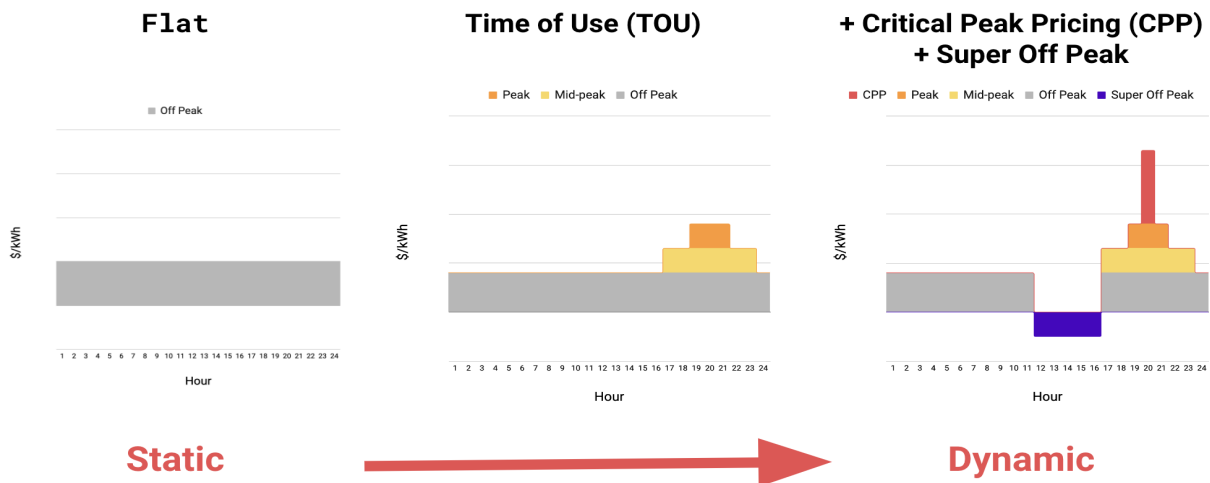 Flat
Off Peak
$/kWh
1 2 3 4 5 6 7 8 9 10 11 12 13 14 15 16 17 18 19 20 21 22 23 24
Hour
Time of Use (TOU)
Peak Mid-peak Off Peak
$/kWh
1 2 3 4 5 6 7 8 9 10 11 12 13 14 15 16 17 18 19 20 21 22 23 24
Hour
+ Critical Peak Pricing (CPP)
+ Super Off Peak
CPP Peak Mid-peak Off Peak Super Off Peak
$/kWh
1 2 3 4 5 6 7 8 9 10 11 12 13 14 15 16 17 18 19 20 21 22 23 24
Hour
Static
Dynamic